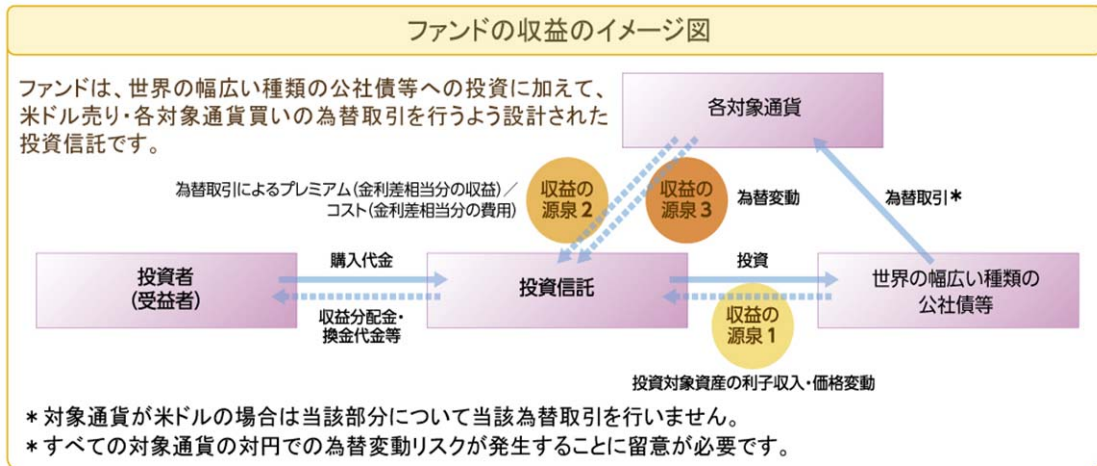 ファンドの収益のイメージ図
ファンドは、世界の幅広い種類の公社債等への投資に加えて、
米ドル売り・各対象通貨買いの為替取引を行うよう設計された
投資信託です。
各対象通貨
為替取引によるプレミアム(金利差相当分の収益)／
コスト(金利差相当分の費用)
収益の
源泉2
収益の
源泉3
為替変動
為替取引*
投資者
(受益者)
購入代金
収益分配金・
換金代金等
投資信託
投資
収益の
源泉1
投資対象資産の利子収入・価格変動
世界の幅広い種類の
公社債等
*対象通貨が米ドルの場合は当該部分について当該為替取引を行いません。
*すべての対象通貨の対円での為替変動リスクが発生することに留意が必要です。